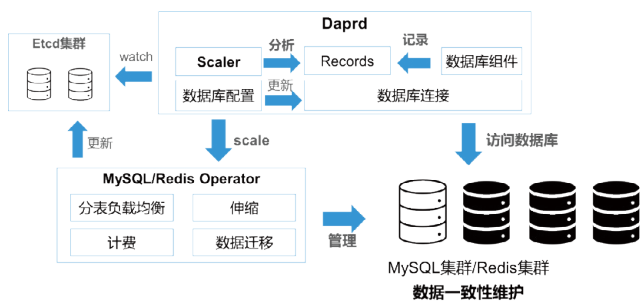 Daprd
Etcd集群
watch
Scaler
分析
Records
记录
数据库组件
数据库配置
更新
数据库连接
更新
scale
访问数据库
MySQL/Redis Operator
分表负载均衡
伸缩
计费
数据迁移
管理
MySQL集群/Redis集群
数据一致性维护